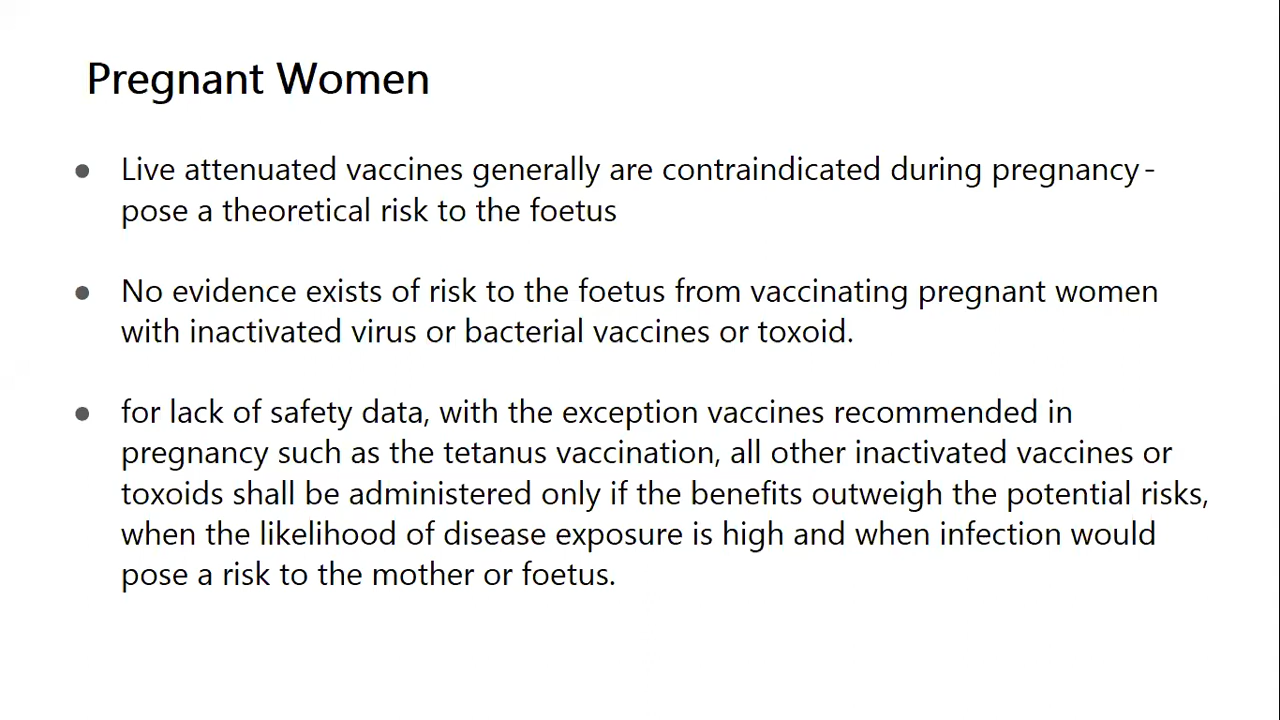 Pregnant Women
● Live attenuated vaccines generally are contraindicated during pregnancy -
pose a theoretical risk to the foetus
● No evidence exists of risk to the foetus from vaccinating pregnant women
with inactivated virus or bacterial vaccines or toxoid.
● for lack of safety data, with the exception vaccines recommended in
pregnancy such as the tetanus vaccination, all other inactivated vaccines or
toxoids shall be administered only if the benefits outweigh the potential risks,
when the likelihood of disease exposure is high and when infection would
pose a risk to the mother or foetus.